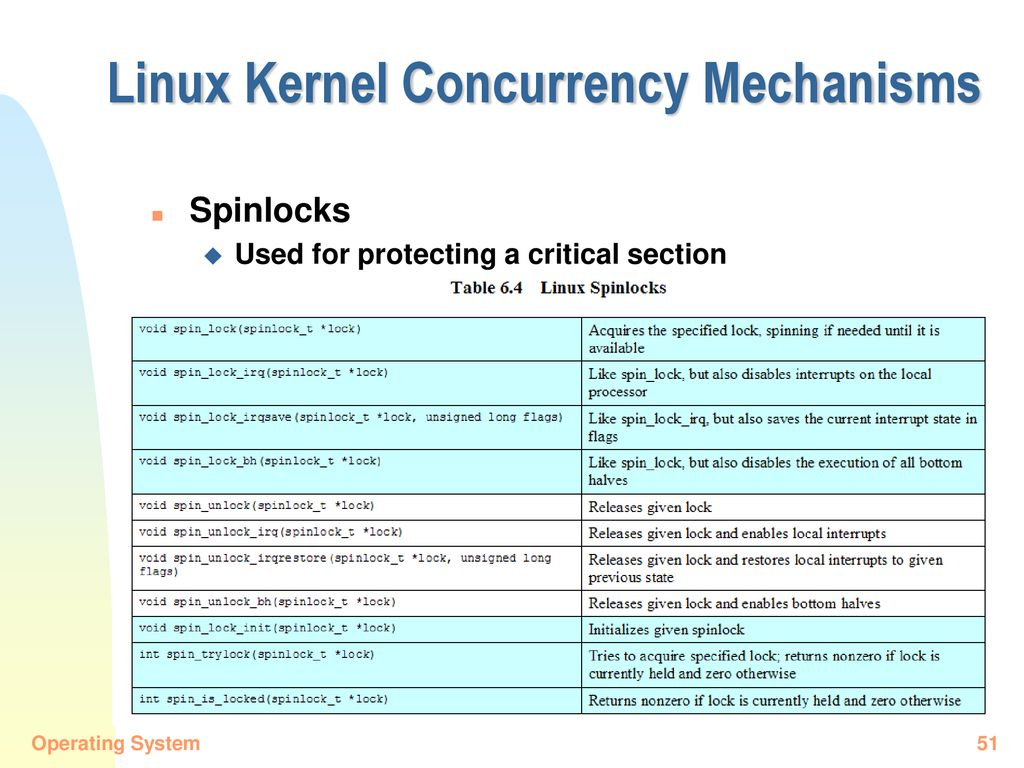 Linux Kernel Concurrency Mechanisms
Spinlocks
Used for protecting a critical section
Table 6.4 Linux Spinlocks
void spin_lock(spinlock_t *lock)
Acquires the specified lock, spinning if needed until it is
available
void spin_lock_irq(spinlock_t *lock)
Like spin_lock, but also disables interrupts on the local
processor
void spin_lock_irqsave(spinlock_t *lock, unsigned long flags)
Like spin_lock_irq, but also saves the current interrupt state in
flags
void spin_lock_bh(spinlock_t *lock)
Like spin_lock, but also disables the execution of all bottom
halves
void spin_unlock(spinlock_t *lock)
Releases given lock
void spin_unlock_irq(spinlock_t *lock)
Releases given lock and enables local interrupts
void spin_unlock_irqrestore(spinlock_t *lock, unsigned long
flags)
Releases given lock and restores local interrupts to given
previous state
void spin_unlock_bh(spinlock_t *lock)
Releases given lock and enables bottom halves
void spin_lock_init(spinlock_t *lock)
Initializes given spinlock
int spin_trylock(spinlock_t *lock)
Tries to acquire specified lock; returns nonzero if lock is
currently held and zero otherwise
int spin_is_locked(spinlock_t *lock)
Returns nonzero if lock is currently held and zero otherwise
Operating System
51